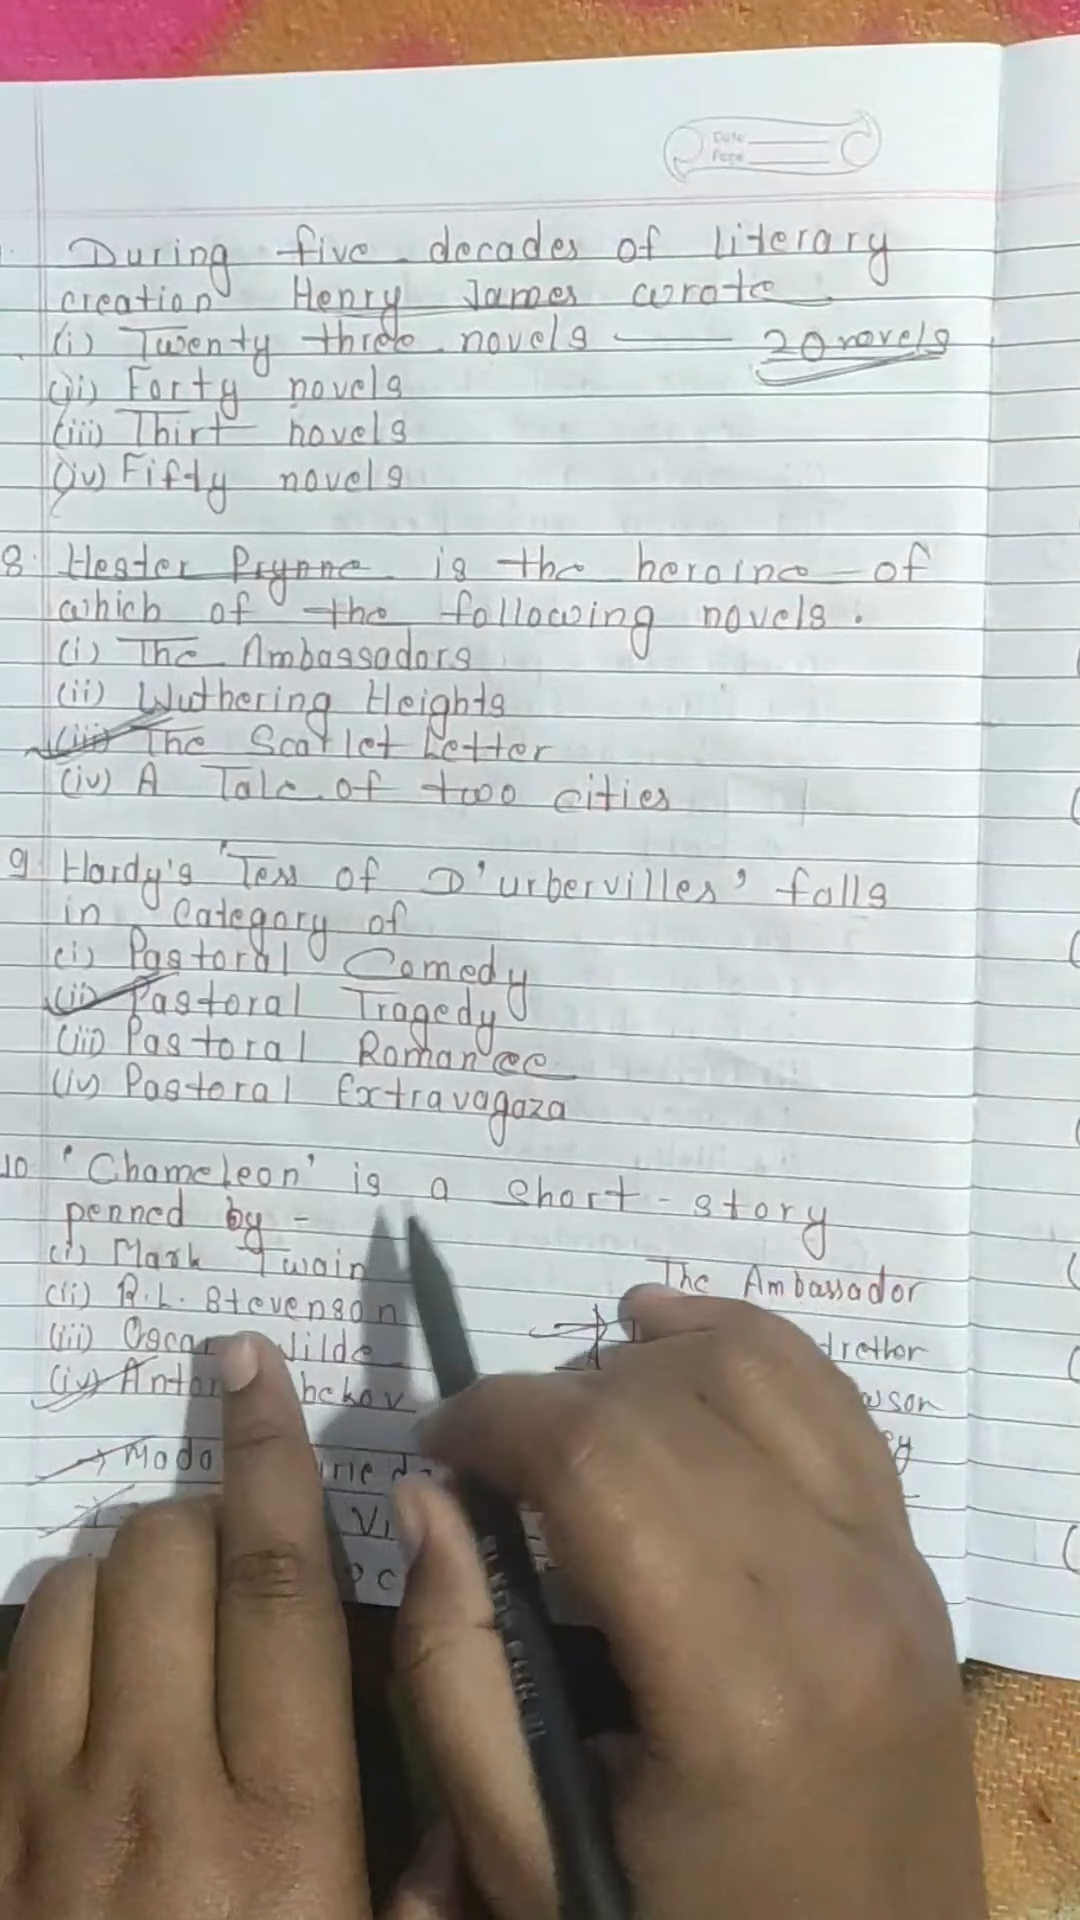 Date
Page
During five decades of literary
creation Henry James wrote
(i) Twenty three novels — 20 novels
(ii) Forty novels
(iii) Thirt novels
(iv) Fifty novels
8. Hester Prynne is the heroine of
which of the following novels.
(i) The Ambassadors
(ii) Wuthering Heights
(iii) The Scarlet Letter
(iv) A Tale of two cities
9. Hardy's 'Tess of D'urbervilles' falls
in Category of
(i) Pastoral Comedy
(ii) Pastoral Tragedy
(iii) Pastoral Romance
(iv) Pastoral Extravagaza
10 'Chameleon' is a short-story
penned by -
(i) Mark Twain
(ii) R.L. Stevenson
(iii) Oscar Wilde
(iv) Anton
The Ambassador